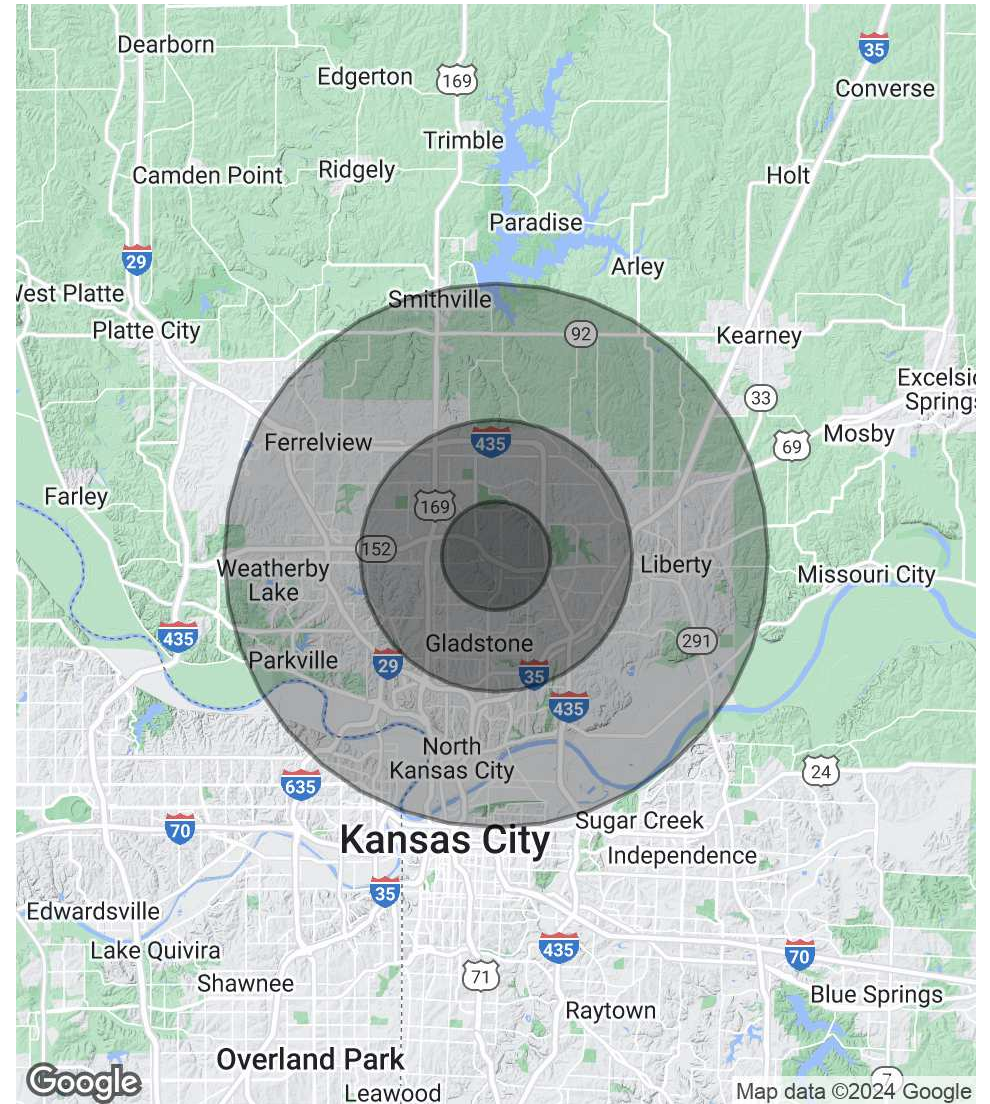 Dearborn
35
Edgerton
169
Converse
Trimble
Camden Point
Ridgely
Holt
Paradise
29
Arley
West Platte
Smithville
Platte City
92
Kearney
Excelsi
Springs
33
Ferrelview
435
Mosby
69
Farley
169
152
Weatherby
Lake
Liberty
Missouri City
435
Gladstone
291
Parkville
29
35
435
North
Kansas City
24
635
70
Kansas City
Sugar Creek
Independence
35
Edwardsville
Lake Quivira
435
70
Shawnee
71
Blue Springs
Raytown
Overland Park
Leawood
7
Google
Map data ©2024 Google